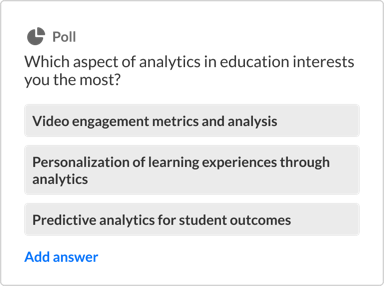 Poll
Which aspect of analytics in education interests
you the most?
Video engagement metrics and analysis
Personalization of learning experiences through
analytics
Predictive analytics for student outcomes
Add answer